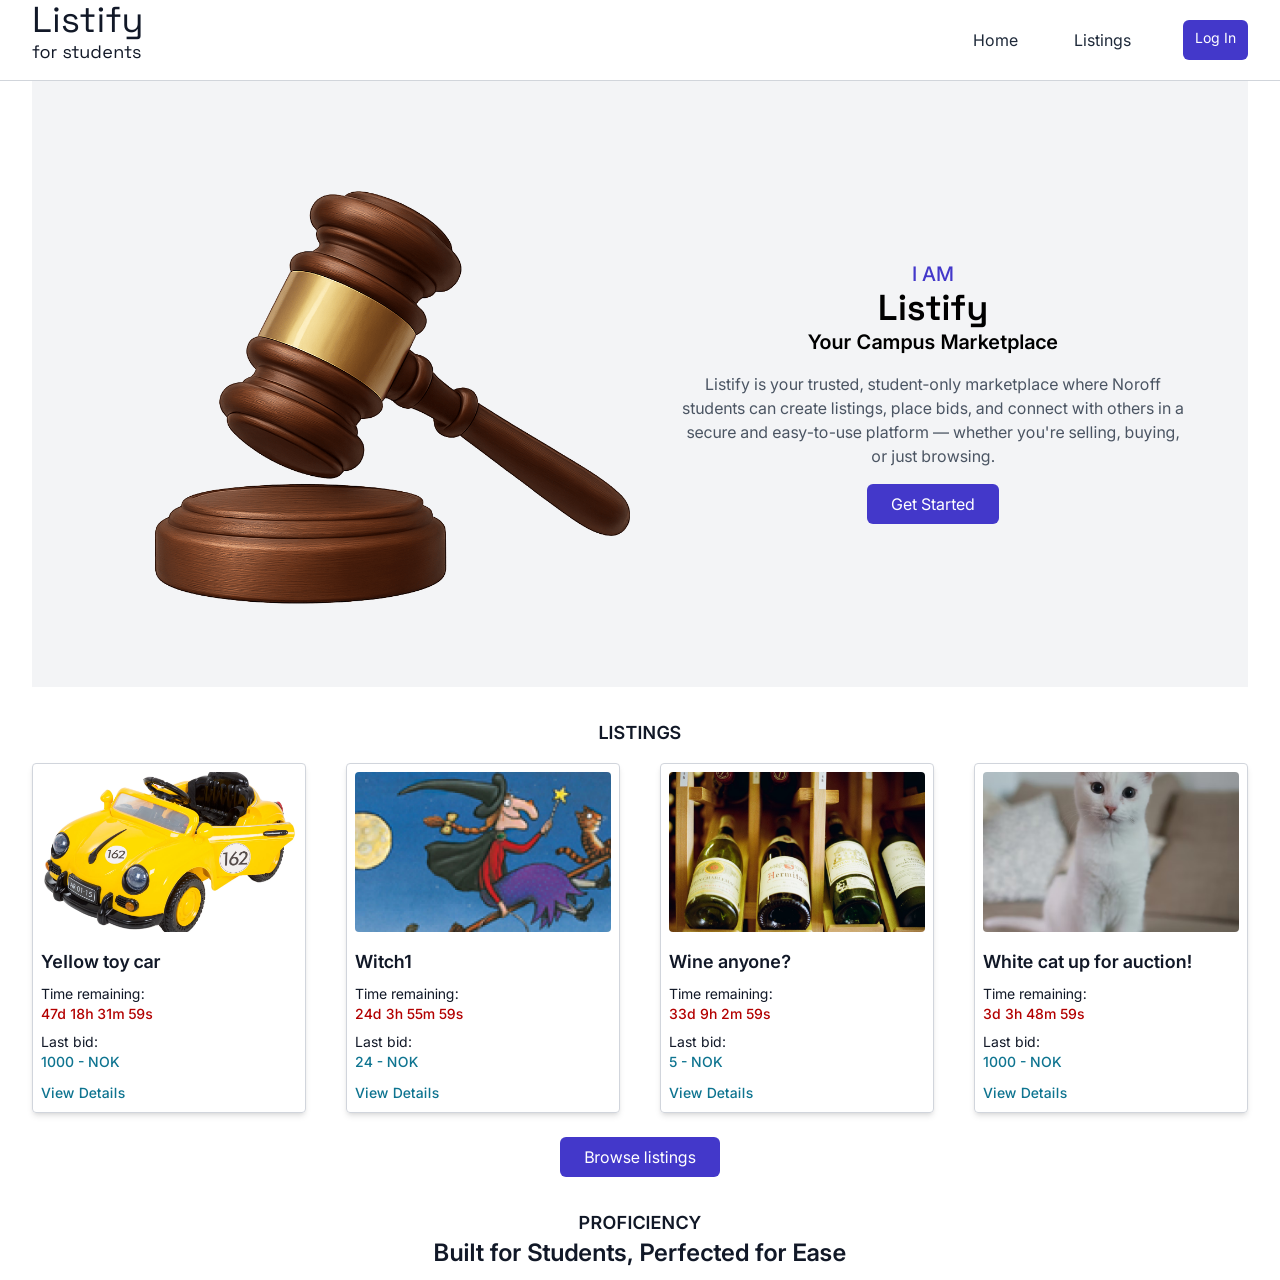 Listify
for students
Home
Listings
Log In
I AM
Listify
Your Campus Marketplace
Listify is your trusted, student-only marketplace where Noroff
students can create listings, place bids, and connect with others in a
secure and easy-to-use platform — whether you're selling, buying,
or just browsing.
Get Started
LISTINGS
162
162
Yellow toy car
Time remaining:
47d 18h 31m 59s
Last bid:
1000 - NOK
View Details
Witch1
Time remaining:
24d 3h 55m 59s
Last bid:
24 - NOK
View Details
Hermitage
Wine anyone?
Time remaining:
33d 9h 2m 59s
Last bid:
5 - NOK
View Details
White cat up for auction!
Time remaining:
3d 3h 48m 59s
Last bid:
1000 - NOK
View Details
Browse listings
PROFICIENCY
Built for Students, Perfected for Ease